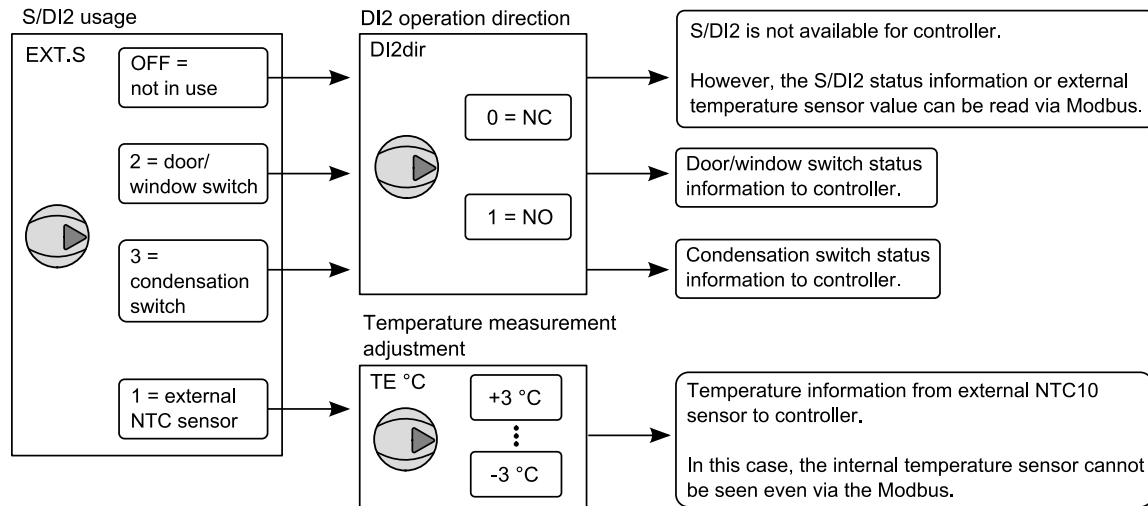 S/DI2 usage
EXT.S
OFF =
not in use
2 = door/
window switch
3 =
condensation
switch
1 = external
NTC sensor
DI2 operation direction
DI2dir
0 = NC
1 = NO
Temperature measurement
adjustment
TE °C
+3 °C
-3 °C
S/DI2 is not available for controller.
However, the S/DI2 status information or external
temperature sensor value can be read via Modbus.
Door/window switch status
information to controller.
Condensation switch status
information to controller.
Temperature information from external NTC10
sensor to controller.
In this case, the internal temperature sensor cannot
be seen even via the Modbus.